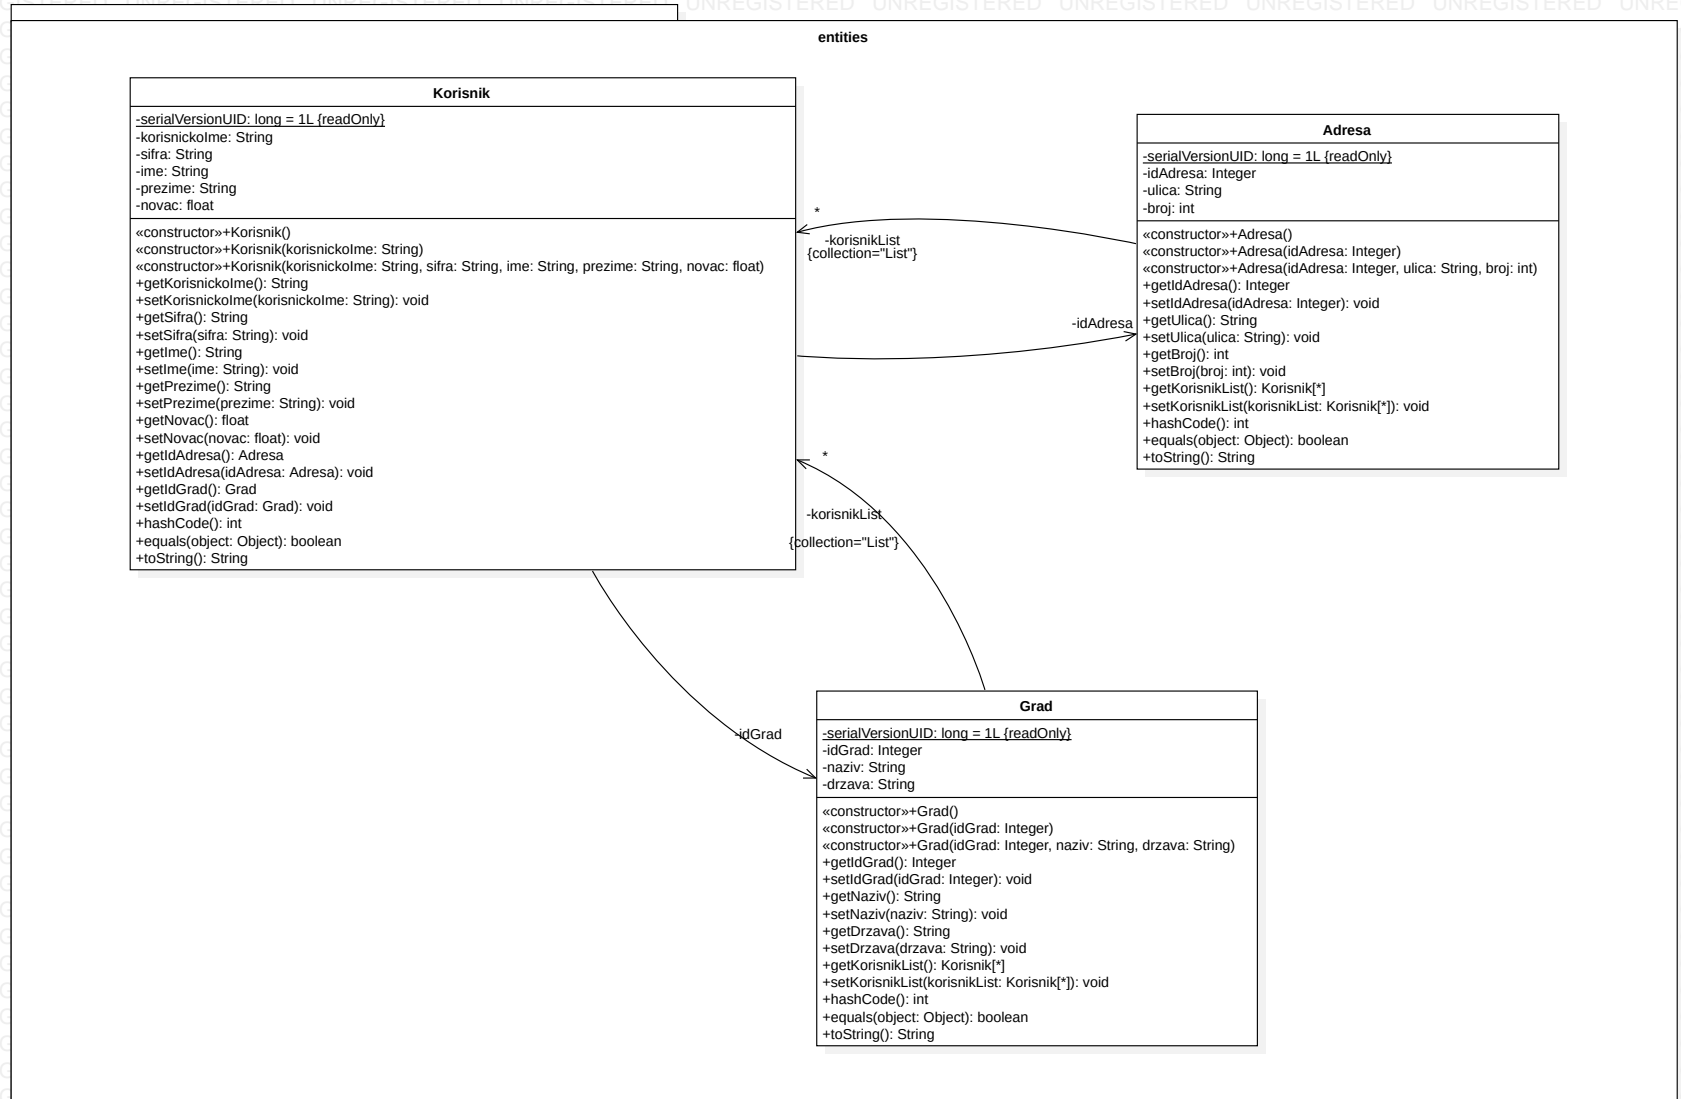 UNREGISTERED UNREGISTERED UNREGISTERED UNREGISTERED UNREGISTERED
entities
Korisnik
-serialVersionUID: long = 1L {readOnly}
-korisnickoIme: String
-sifra: String
-ime: String
-prezime: String
-novac: float
«constructor»+Korisnik()
«constructor»+Korisnik(korisnickoIme: String)
«constructor»+Korisnik(korisnickoIme: String, sifra: String, ime: String, prezime: String, novac: float)
+getKorisnickoIme(): String
+setKorisnickoIme(korisnickoIme: String): void
+getSifra(): String
+setSifra(sifra: String): void
+getIme(): String
+setIme(ime: String): void
+getPrezime(): String
+setPrezime(prezime: String): void
+getNovac(): float
+setNovac(novac: float): void
+getIdAdresa(): Adresa
+setIdAdresa(idAdresa: Adresa): void
+getIdGrad(): Grad
+setIdGrad(idGrad: Grad): void
+hashCode(): int
+equals(object: Object): boolean
+toString(): String
*
-korisnikList
{collection="List"}
-idAdresa
Adresa
-serialVersionUID: long = 1L {readOnly}
-idAdresa: Integer
-ulica: String
-broj: int
«constructor»+Adresa()
«constructor»+Adresa(idAdresa: Integer)
«constructor»+Adresa(idAdresa: Integer, ulica: String, broj: int)
+getIdAdresa(): Integer
+setIdAdresa(idAdresa: Integer): void
+getUlica(): String
+setUlica(ulica: String): void
+getBroj(): int
+setBroj(broj: int): void
+getKorisnikList(): Korisnik[*]
+setKorisnikList(korisnikList: Korisnik[*]): void
+hashCode(): int
+equals(object: Object): boolean
+toString(): String
*
-korisnikList
{collection="List"}
-idGrad
Grad
-serialVersionUID: long = 1L {readOnly}
-idGrad: Integer
-naziv: String
-drzava: String
«constructor»+Grad()
«constructor»+Grad(idGrad: Integer)
«constructor»+Grad(idGrad: Integer, naziv: String, drzava: String)
+getIdGrad(): Integer
+setIdGrad(idGrad: Integer): void
+getNaziv(): String
+setNaziv(naziv: String): void
+getDrzava(): String
+setDrzava(drzava: String): void
+getKorisnikList(): Korisnik[*]
+setKorisnikList(korisnikList: Korisnik[*]): void
+hashCode(): int
+equals(object: Object): boolean
+toString(): String